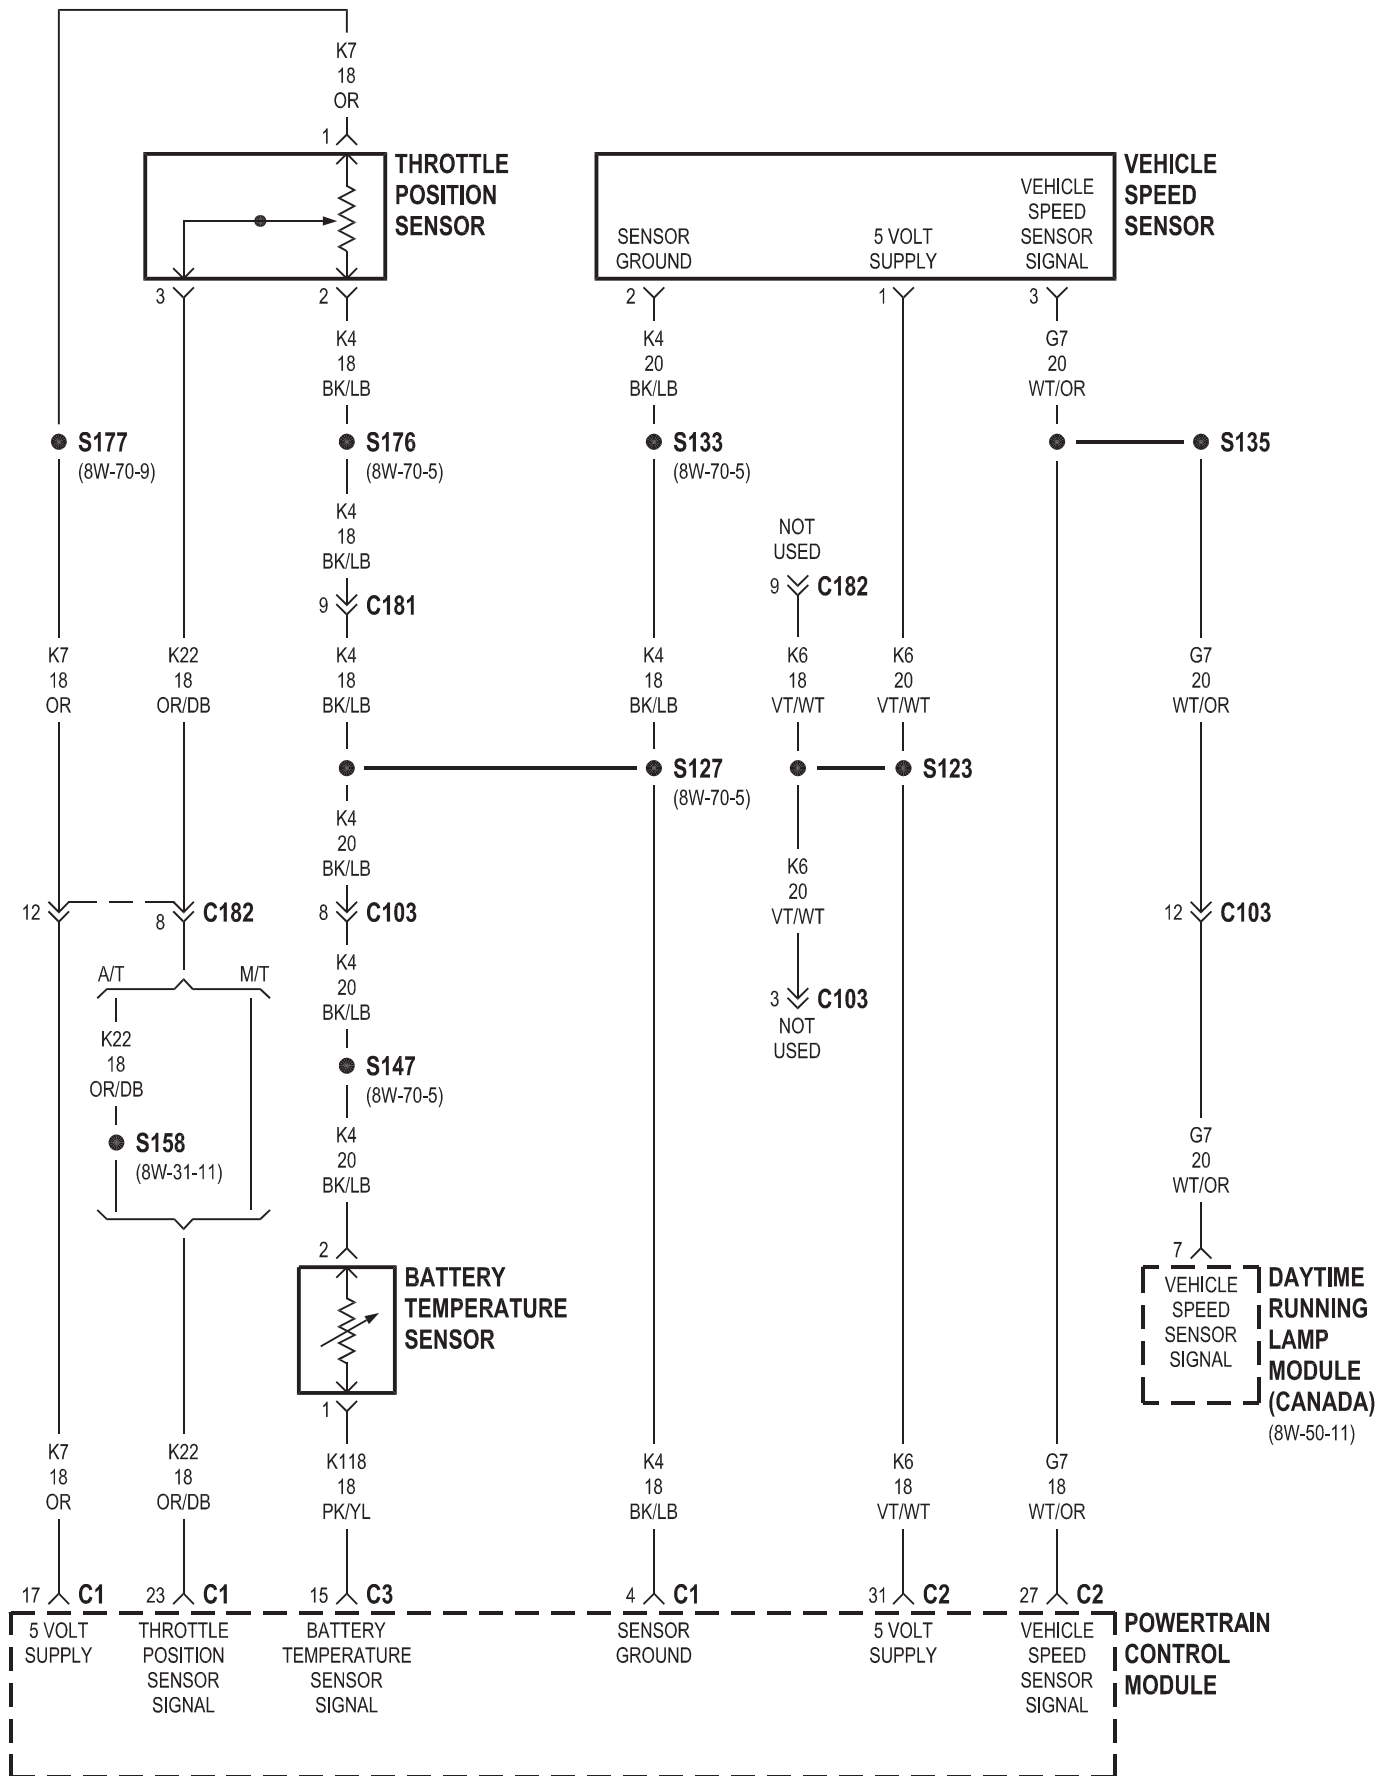 K7
18
OR
1
THROTTLE
POSITION
SENSOR
VEHICLE
SPEED
SENSOR
SENSOR
GROUND
5 VOLT
SUPPLY
VEHICLE
SPEED
SENSOR
SIGNAL
3
2
2
1
3
K4
18
BK/LB
K4
20
BK/LB
G7
20
WT/OR
S177
(8W-70-9)
S176
(8W-70-5)
S133
(8W-70-5)
S135
K4
18
BK/LB
NOT
USED
9
C182
9
C181
K7
18
OR
K22
18
OR/DB
K4
18
BK/LB
K4
18
BK/LB
K6
18
VT/WT
K6
20
VT/WT
G7
20
WT/OR
S127
(8W-70-5)
S123
K4
20
BK/LB
K6
20
VT/WT
12
8
C182
8
C103
12
C103
A/T
M/T
K4
20
BK/LB
3
C103
NOT
USED
K22
18
OR/DB
S147
(8W-70-5)
S158
(8W-31-11)
K4
20
BK/LB
G7
20
WT/OR
2
7
BATTERY
TEMPERATURE
SENSOR
VEHICLE
SPEED
SENSOR
SIGNAL
DAYTIME
RUNNING
LAMP
MODULE
(CANADA)
(8W-50-11)
1
K7
18
OR
K22
18
OR/DB
K118
18
PK/YL
K4
18
BK/LB
K6
18
VT/WT
G7
18
WT/OR
17
C1
23
C1
15
C3
4
C1
31
C2
27
C2
5 VOLT
SUPPLY
THROTTLE
POSITION
SENSOR
SIGNAL
BATTERY
TEMPERATURE
SENSOR
SIGNAL
SENSOR
GROUND
5 VOLT
SUPPLY
VEHICLE
SPEED
SENSOR
SIGNAL
POWERTRAIN
CONTROL
MODULE